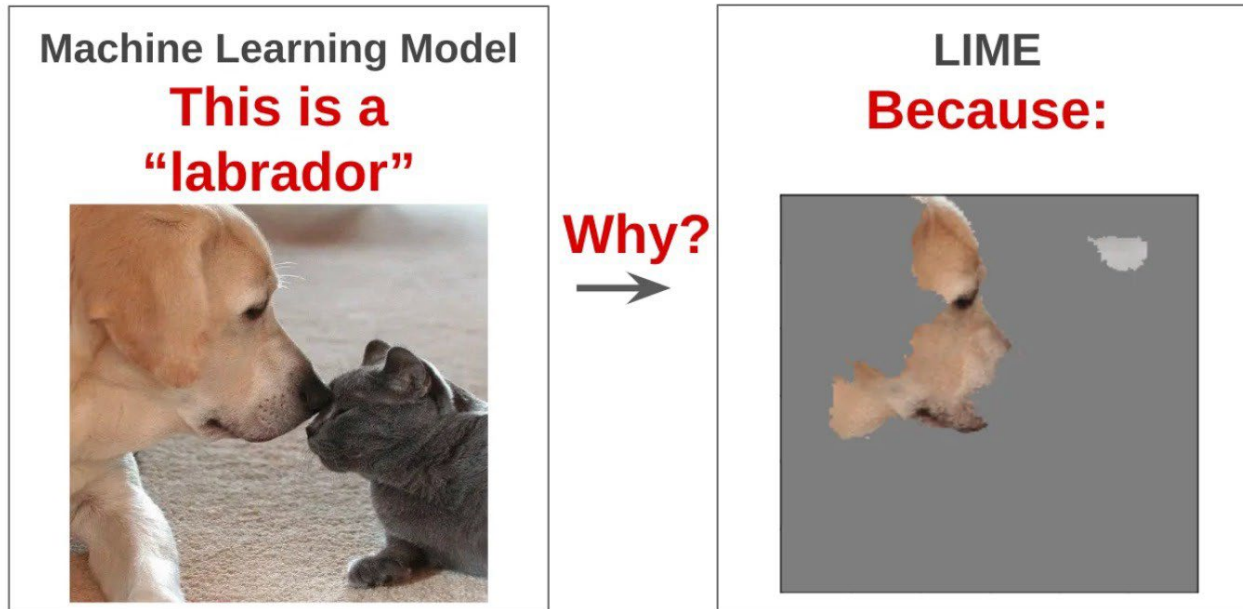 Machine Learning Model
This is a
“labrador”
Why?
LIME
Because: